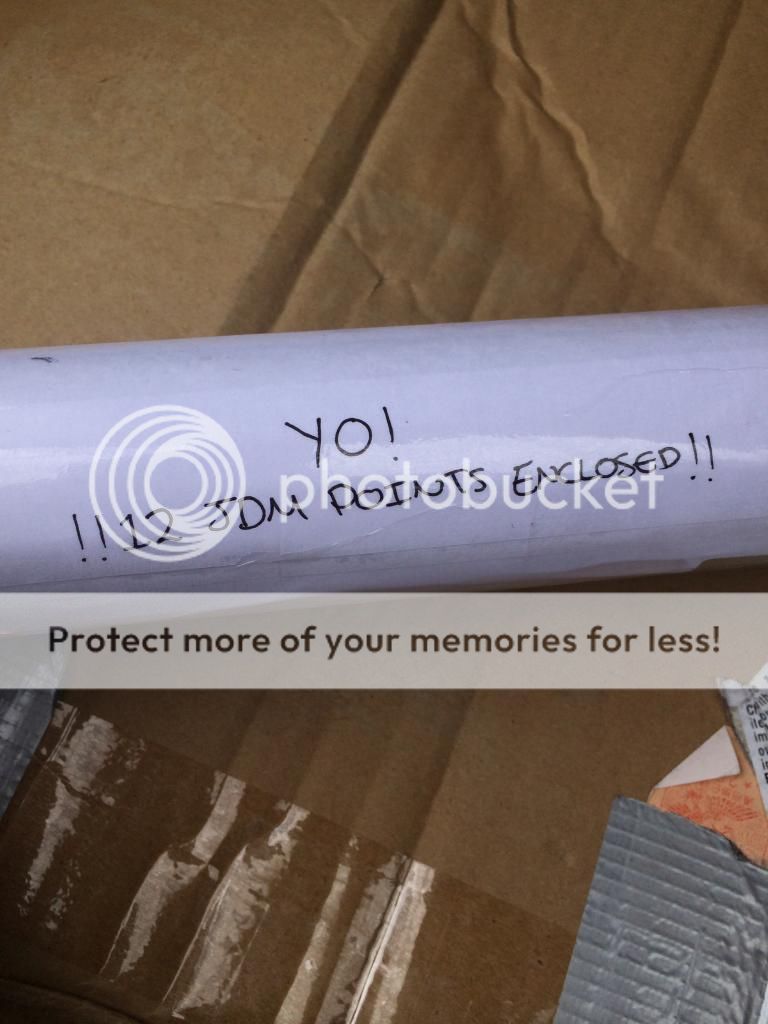 YO!
!!12 JDM POINTS ENCLOSED!!
photobucket
Protect more of your memories for less!